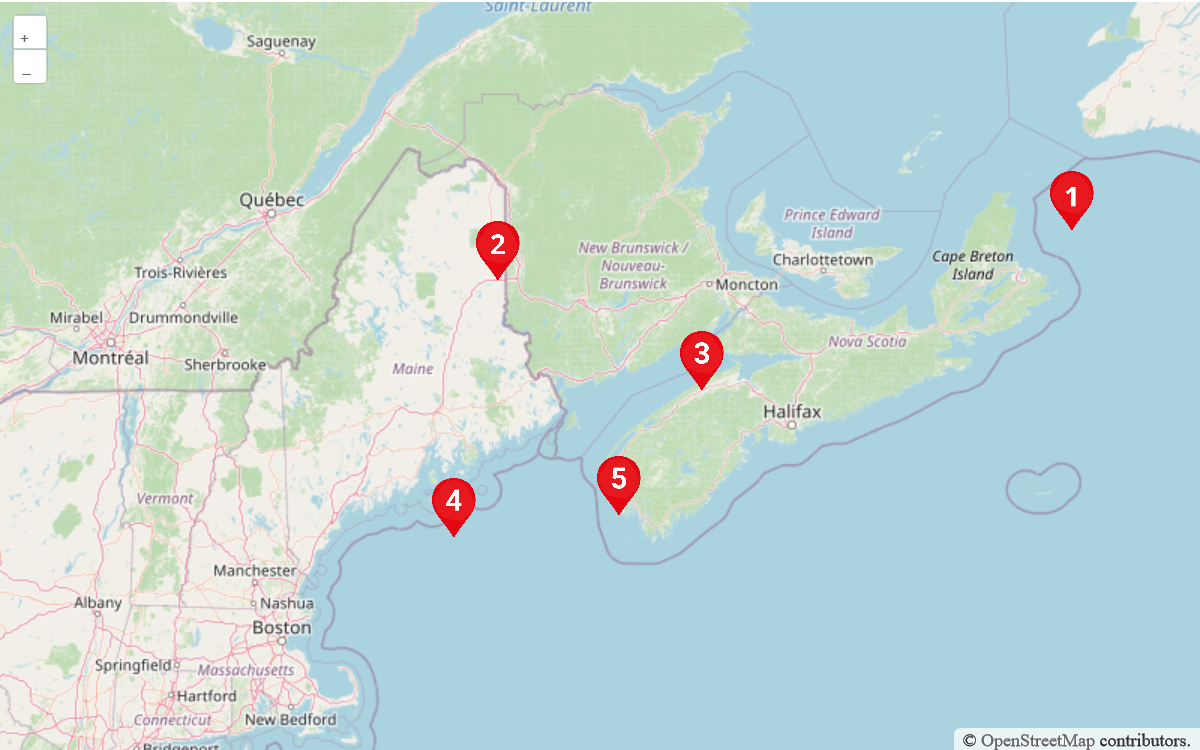 Saint-Laurent
+
–
Saguenay
1
Québec
2
Prince Edward
Island
New Brunswick /
Nouveau-
Brunswick
Charlottetown
Cape Breton
Island
Trois-Rivières
Moncton
Mirabel
Drummondville
Nova Scotia
Montréal
Sherbrooke
3
Maine
Halifax
5
4
Vermont
Manchester
Albany
Nashua
Boston
Springfield
Massachusetts
Hartford
Connecticut
New Bedford
Bridgeport
© OpenStreetMap contributors.